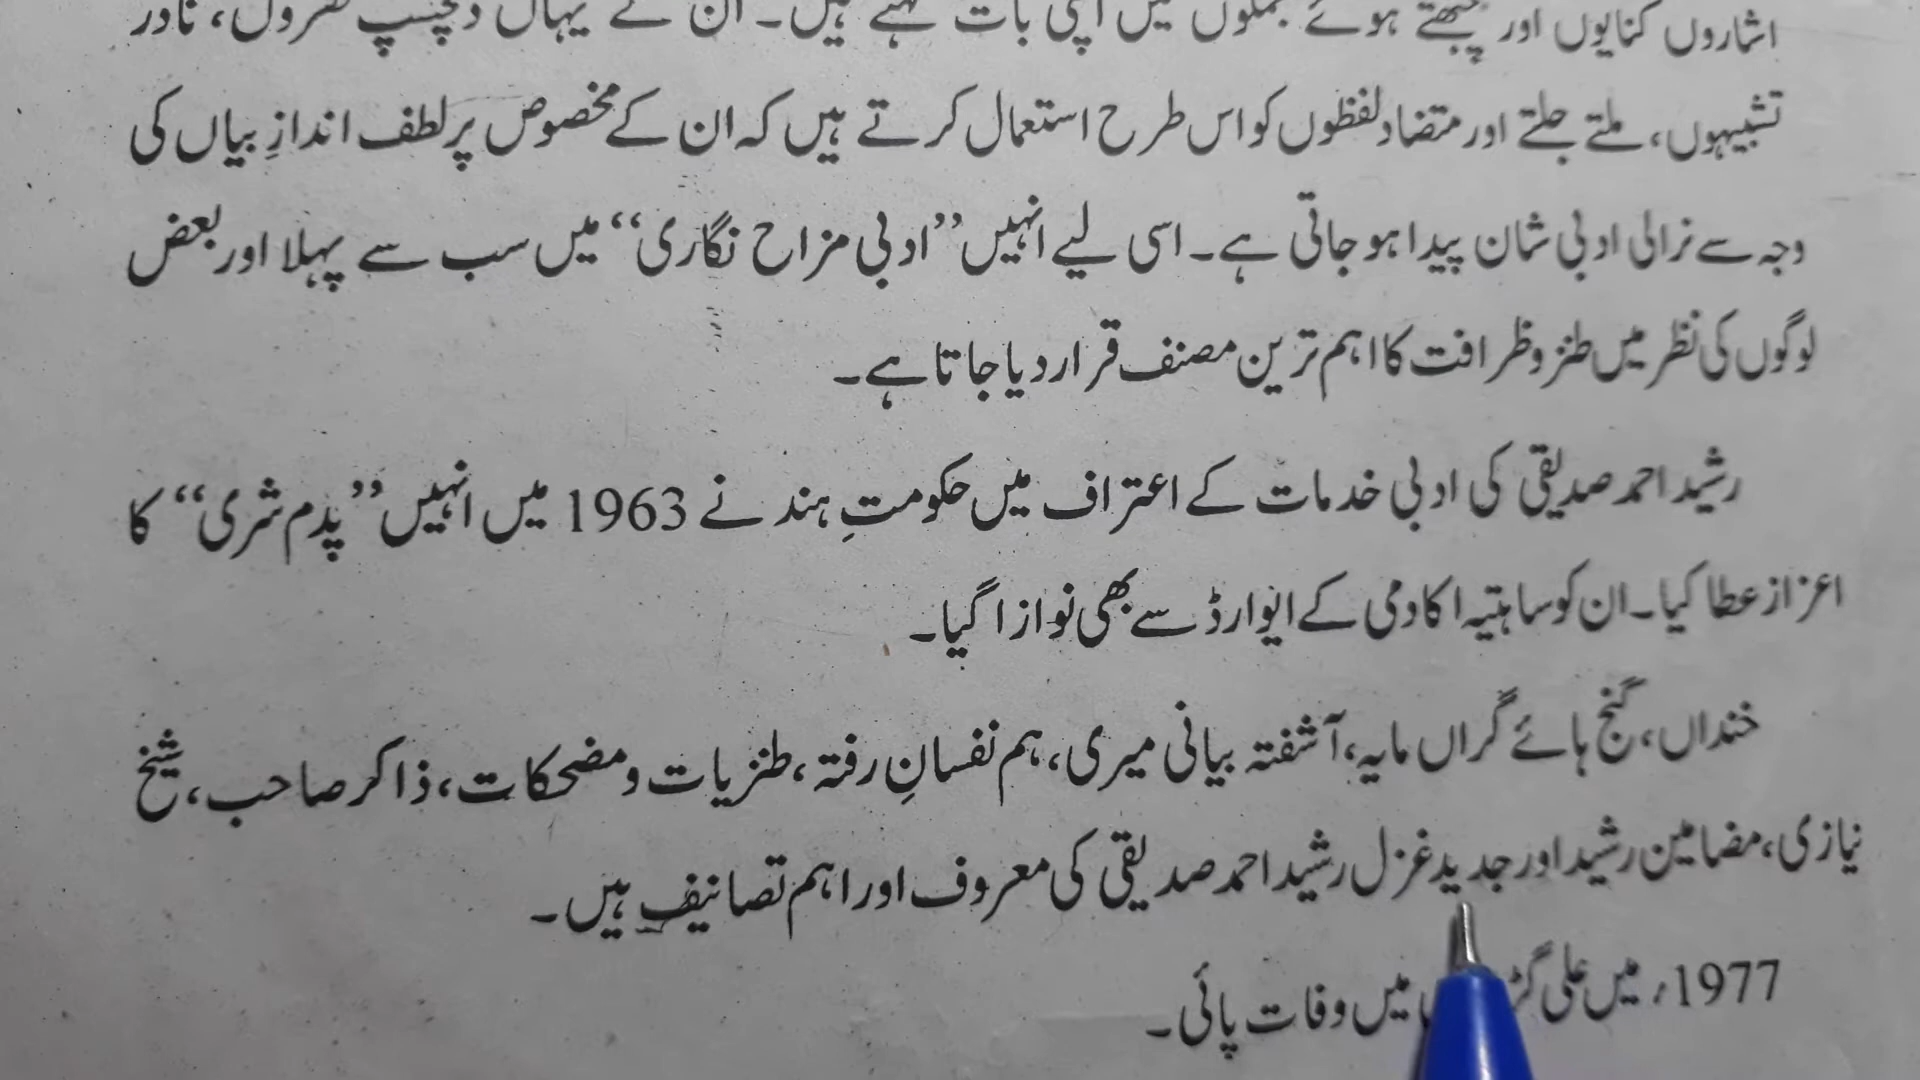 اشاروں کنایوں اور چبھتے ہوئے جملوں میں اپنی بات کہتے ہیں۔ ان کے یہاں دلچسپ فقروں، نادر
تشبیہوں، ملتے جلتے اور متضاد لفظوں کو اس طرح استعمال کرتے ہیں کہ ان کے مخصوص پر لطف اندازِ بیاں کی
وجہ سے نرالی ادبی شان پیدا ہو جاتی ہے۔ اسی لیے انہیں ”ادبی مزاح نگاری“ میں سب سے پہلا اور بعض
لوگوں کی نظر میں طنز و ظرافت کا اہم ترین مصنف قرار دیا جاتا ہے۔
رشید احمد صدیقی کی ادبی خدمات کے اعتراف میں حکومتِ ہند نے 1963 میں انہیں ”پدم شری“ کا
اعزاز عطا کیا۔ ان کو ساہتیہ اکادمی کے ایوارڈ سے بھی نوازا گیا۔
خنداں، گنج ہائے گراں مایہ، آشفتہ بیانی میری، ہم نفسانِ رفتہ، طنزیات و مضحکات، ذاکر صاحب، شیخ
نیازی، مضامین رشید اور جدید غزل رشید احمد صدیقی کی معروف اور اہم تصانیف ہیں۔
1977ء میں علی میں وفات پائی۔